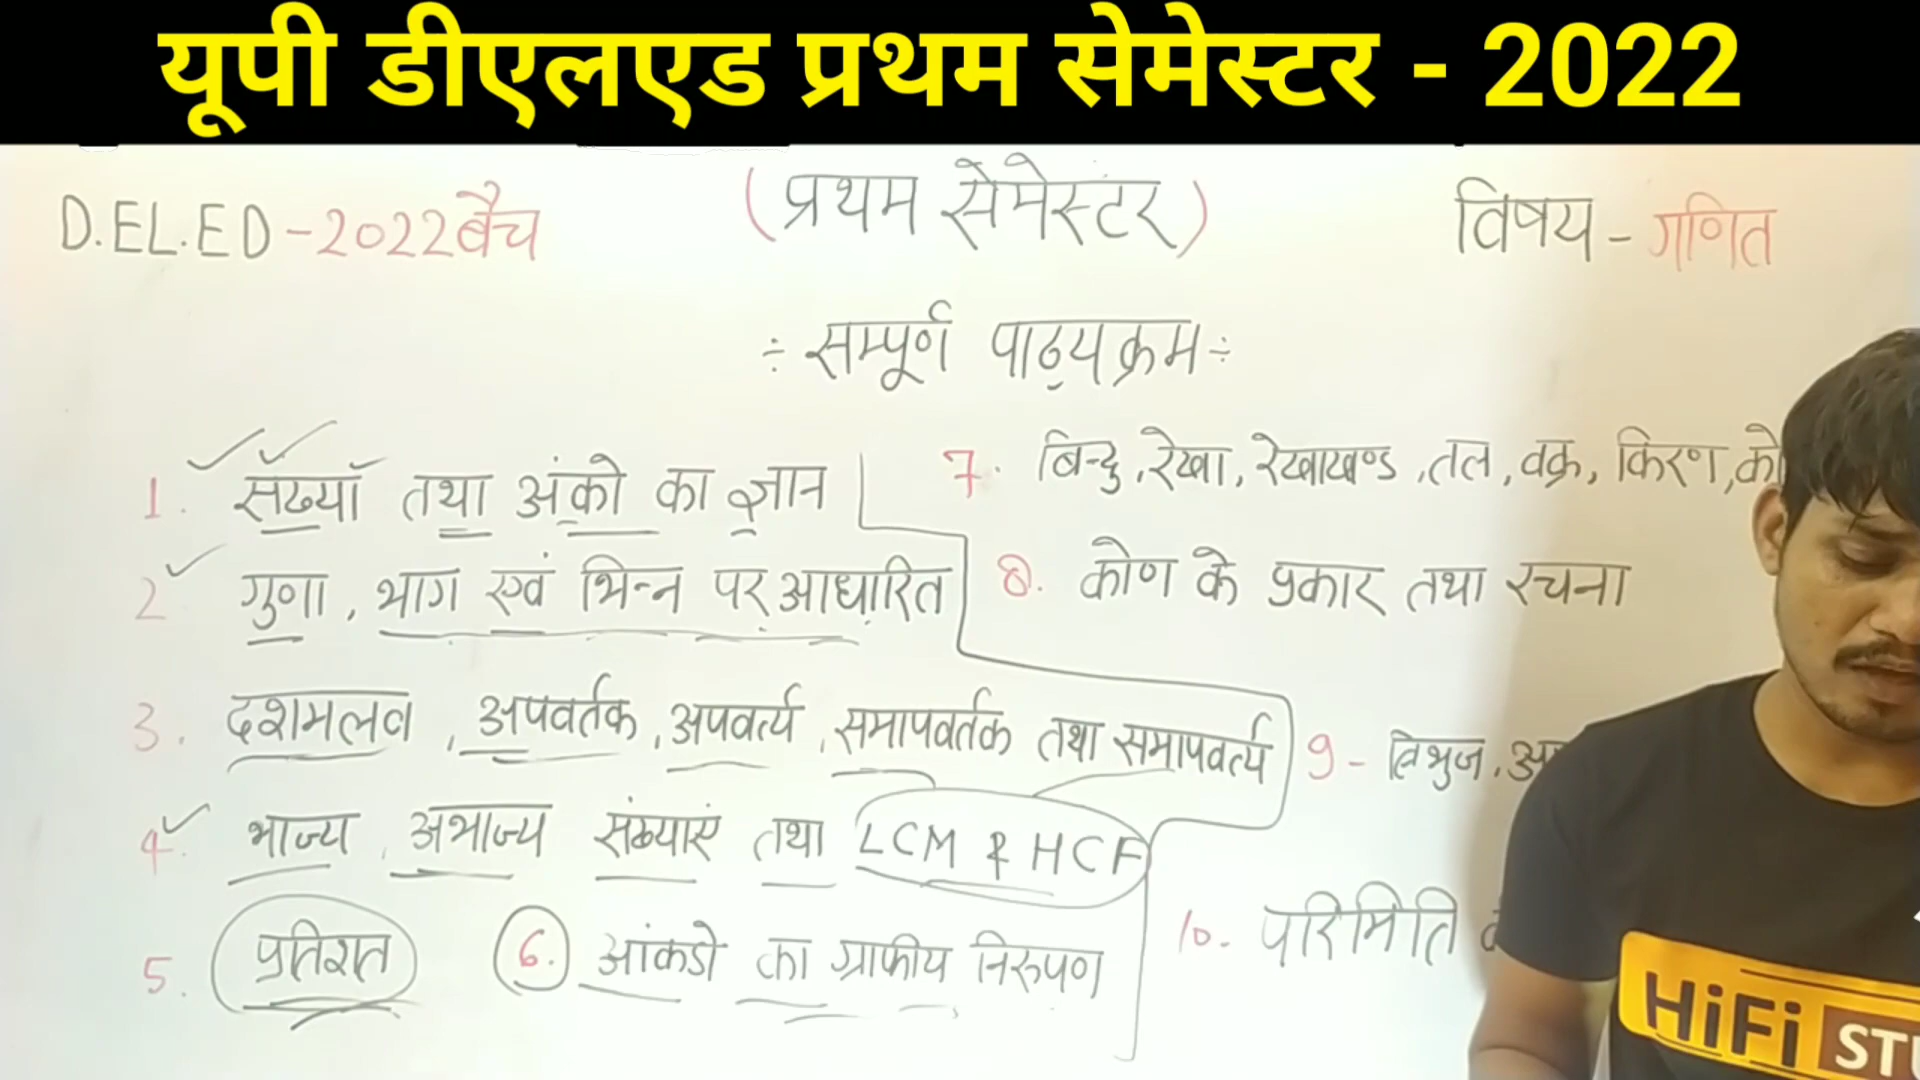 यूपी डीएलएड प्रथम सेमेस्टर - 2022
D.EL.ED - 2022 बैच
(प्रथम सेमेस्टर)
विषय - गणित
÷ सम्पूर्ण पाठ्यक्रम ÷
1. संख्याँ तथा अंको का ज्ञान
2 गुणा, भाग एवं भिन्न पर आधारित
3. दशमलव, अपवर्तक, अपवर्त्य, समापवर्तक तथा समापवर्त्य
4. भाज्य, अभाज्य संख्याएं तथा LCM & HCF
5. प्रतिशत
6. आंकडो का ग्राफीय निरुपण
7. बिन्दु, रेखा, रेखाखण्ड, तल, वक्र, किरण,
8. कोण के प्रकार तथा रचना
9 - त्रिभुज,
10. परिमिति
HiFi